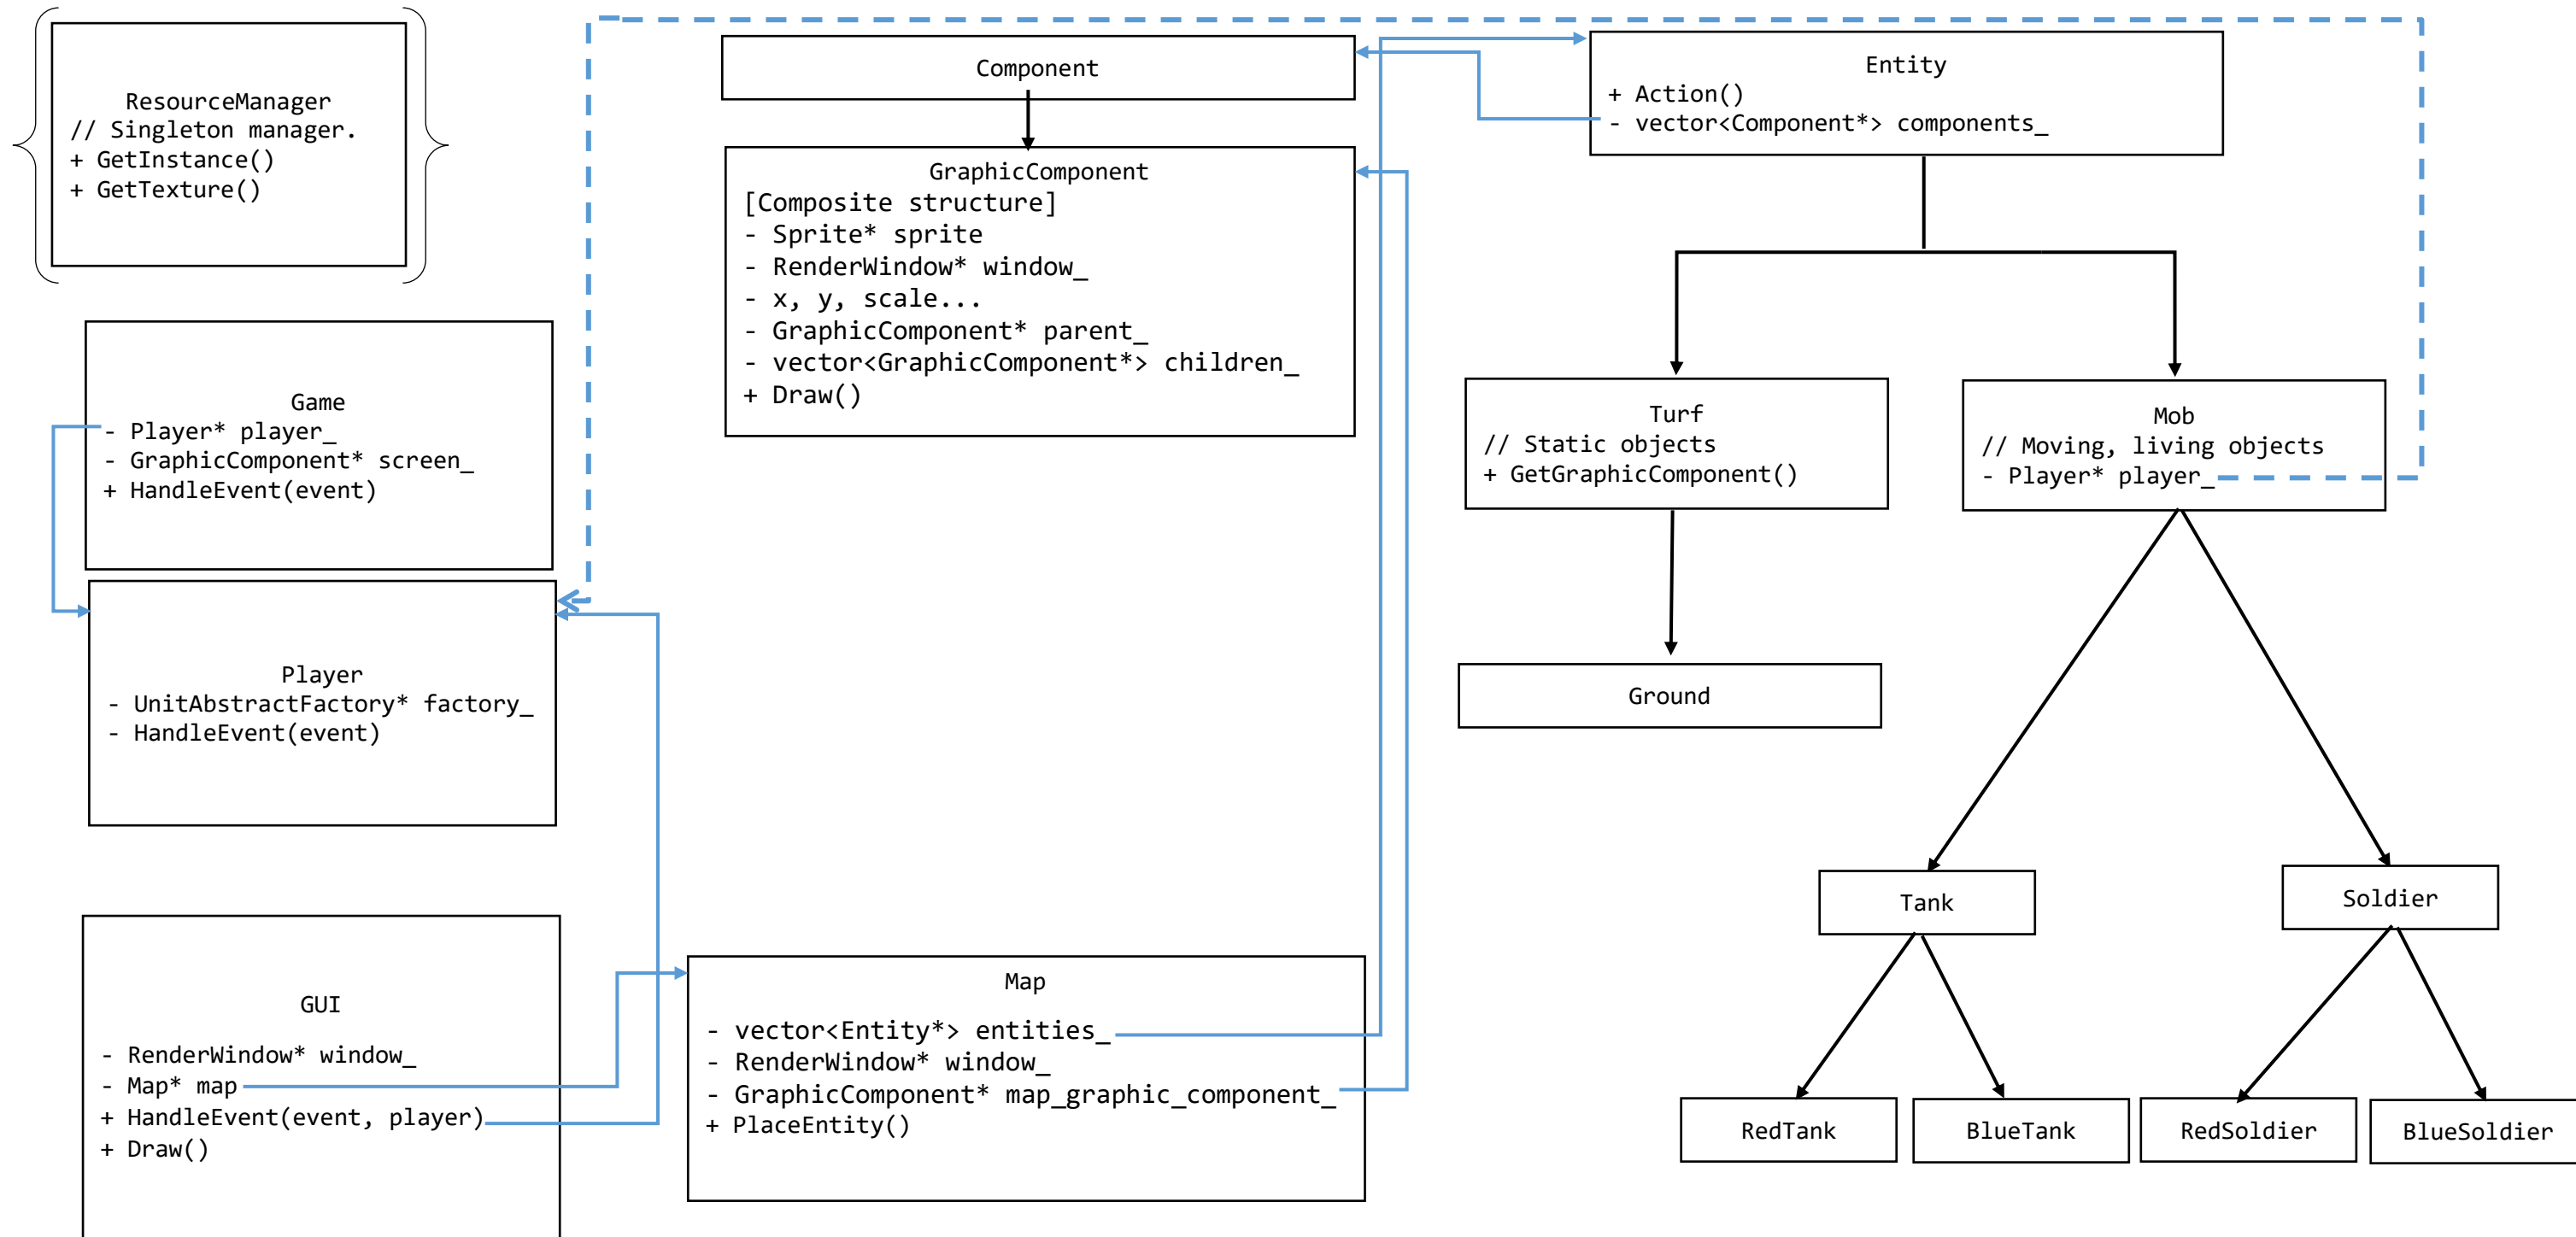 ResourceManager
// Singleton manager.
+ GetInstance()
+ GetTexture()
Component
GraphicComponent
[Composite structure]
- Sprite* sprite
- RenderWindow* window_
- x, y, scale...
- GraphicComponent* parent_
- vector<GraphicComponent*> children_
+ Draw()
Entity
+ Action()
- vector<Component*> components_
Game
- Player* player_
- GraphicComponent* screen_
+ HandleEvent(event)
Turf
// Static objects
+ GetGraphicComponent()
Mob
// Moving, living objects
- Player* player_
Player
- UnitAbstractFactory* factory_
- HandleEvent(event)
Ground
Tank
Soldier
GUI
- RenderWindow* window_
- Map* map
+ HandleEvent(event, player)
+ Draw()
Map
- vector<Entity*> entities_
- RenderWindow* window_
- GraphicComponent* map_graphic_component_
+ PlaceEntity()
RedTank
BlueTank
RedSoldier
BlueSoldier